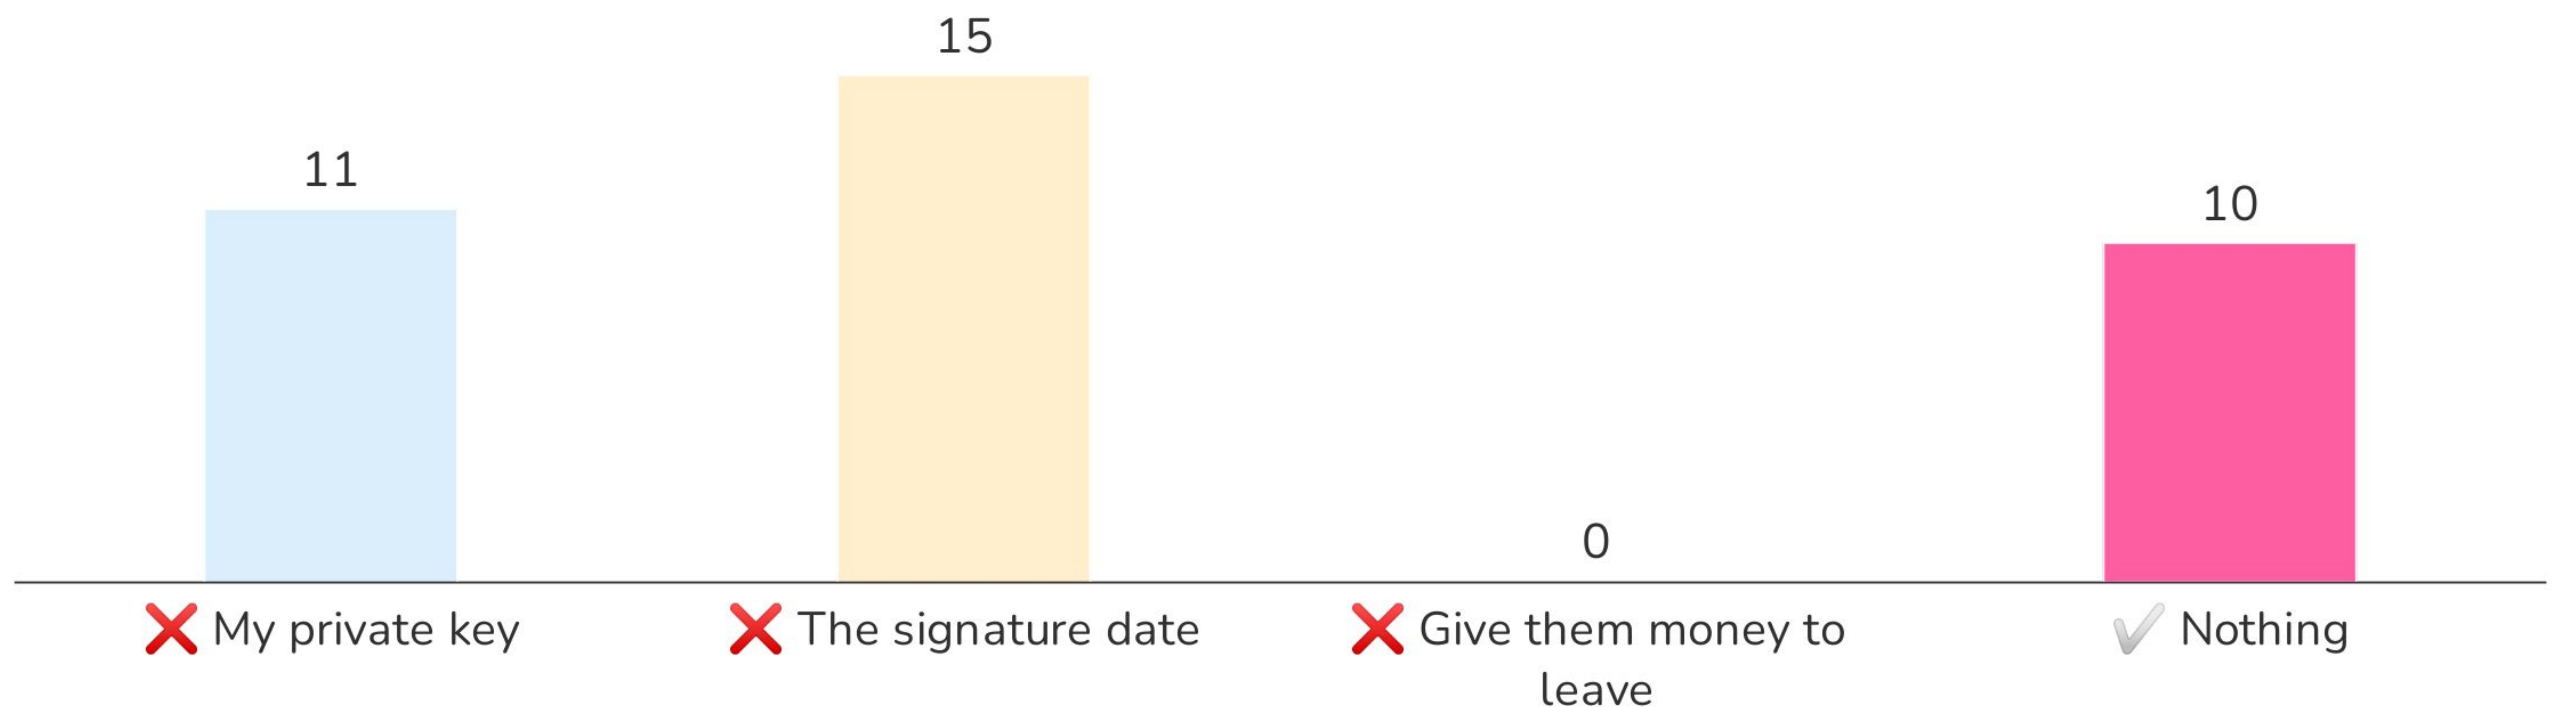 15
11
10
0
❌ My private key
❌ The signature date
❌ Give them money to
leave
✔ Nothing